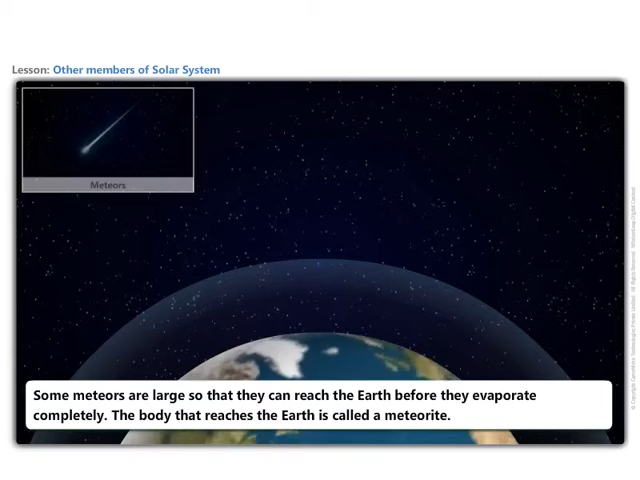 Lesson: Other members of Solar System
Meteors
Some meteors are large so that they can reach the Earth before they evaporate
completely. The body that reaches the Earth is called a meteorite.